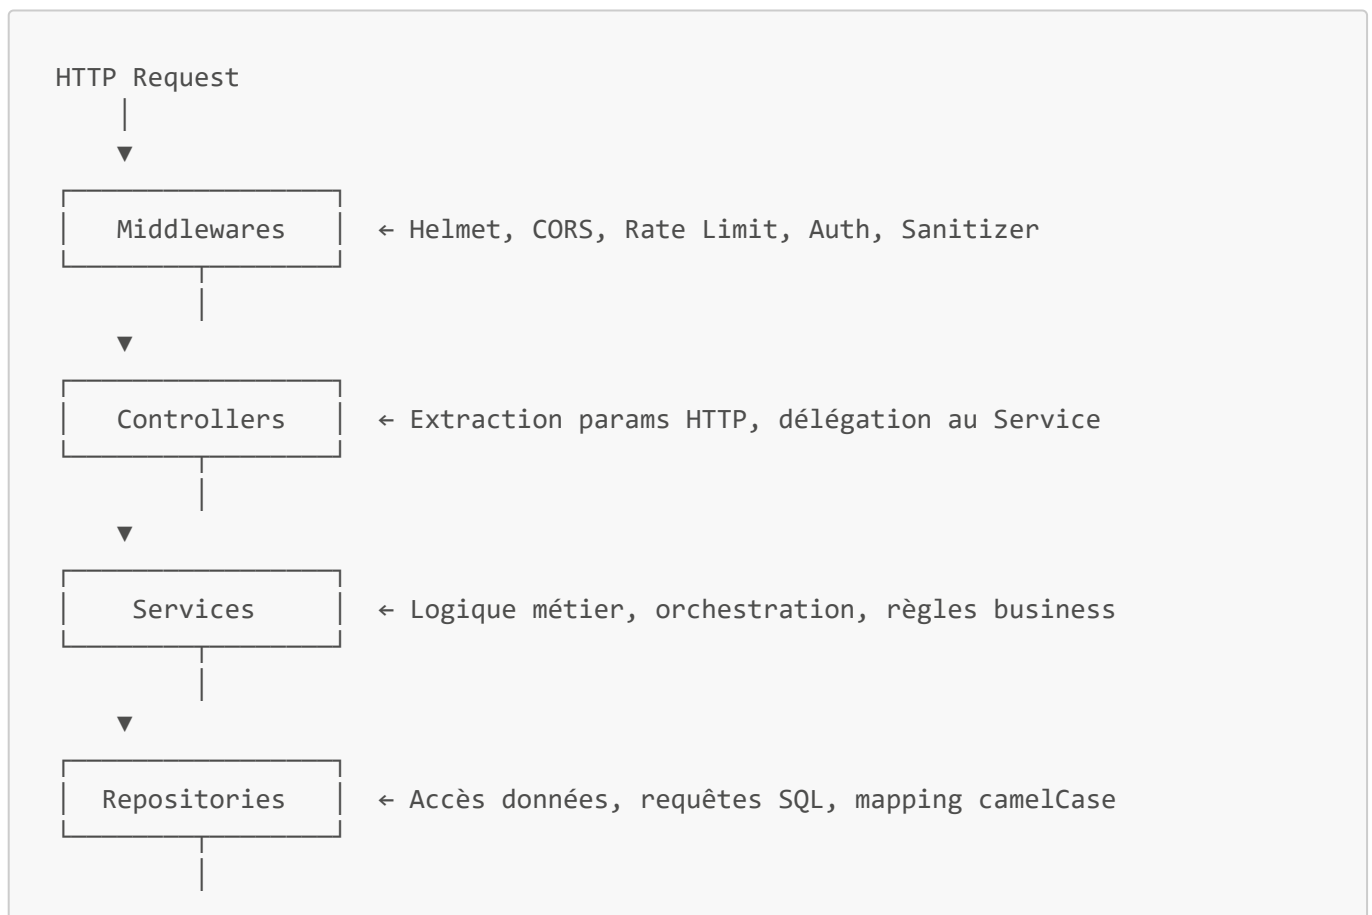 HTTP Request
Middlewares ← Helmet, CORS, Rate Limit, Auth, Sanitizer
Controllers ← Extraction params HTTP, délégation au Service
Services ← Logique métier, orchestration, règles business
Repositories ← Accès données, requêtes SQL, mapping camelCase